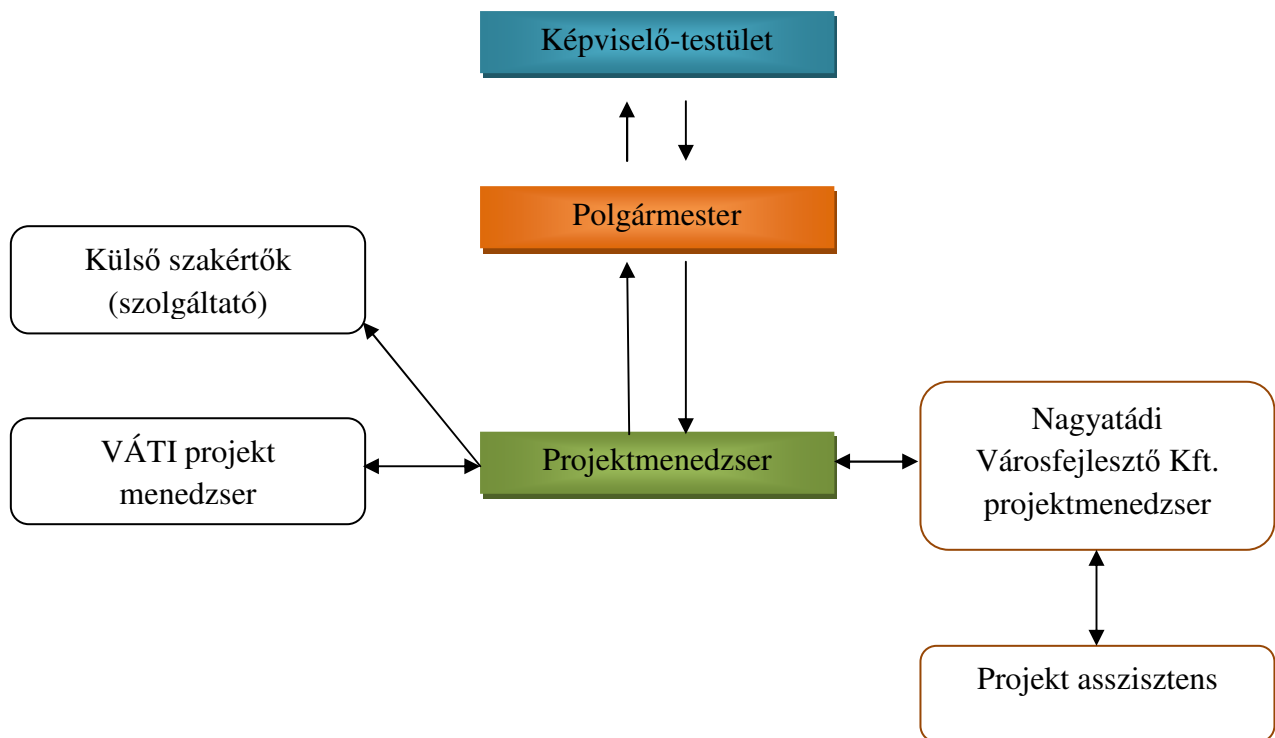 Képviselő-testület
Polgármester
Külső szakértők
(szolgáltató)
VÁTI projekt
menedzser
Projektmenedzser
Nagyatádi
Városfejlesztő Kft.
projektmenedzser
Projekt asszisztens